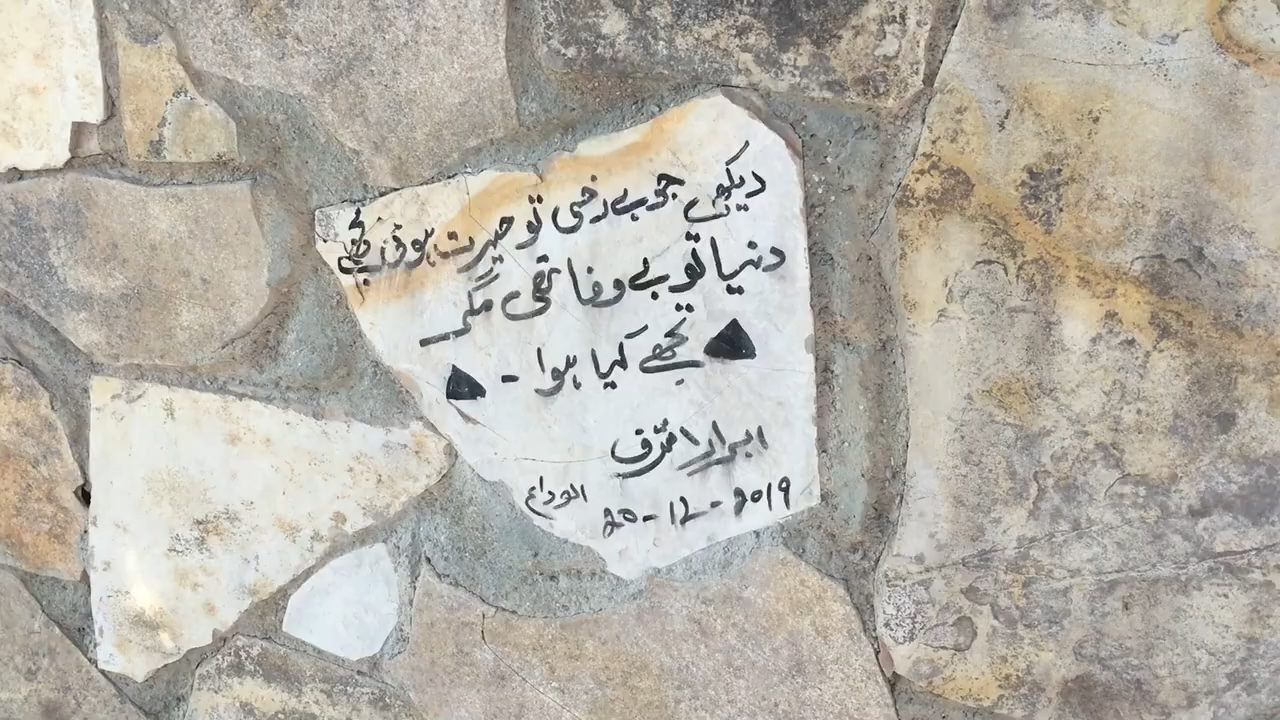 دیکھی جو بے رخی تو حیرت ہوئی مجھے
دنیا تو بے وفا تھی مگر
تجھے کیا ہوا -
ابرار اشرف
الوداع 20-12-2019